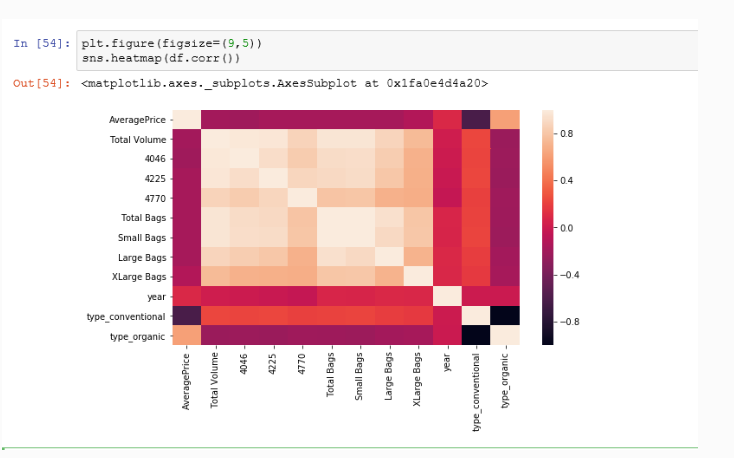 In [54]: plt.figure(figsize=(9,5))
sns.heatmap(df.corr())
Out[54]: <matplotlib.axes._subplots.AxesSubplot at 0x1fa0e4d4a20>
AveragePrice
Total Volume
4046
4225
4770
Total Bags
Small Bags
Large Bags
XLarge Bags
year
type_conventional
type_organic
AveragePrice
Total Volume
4046
4225
4770
Total Bags
Small Bags
Large Bags
XLarge Bags
year
type_conventional
type_organic
0.8
0.4
0.0
−0.4
−0.8